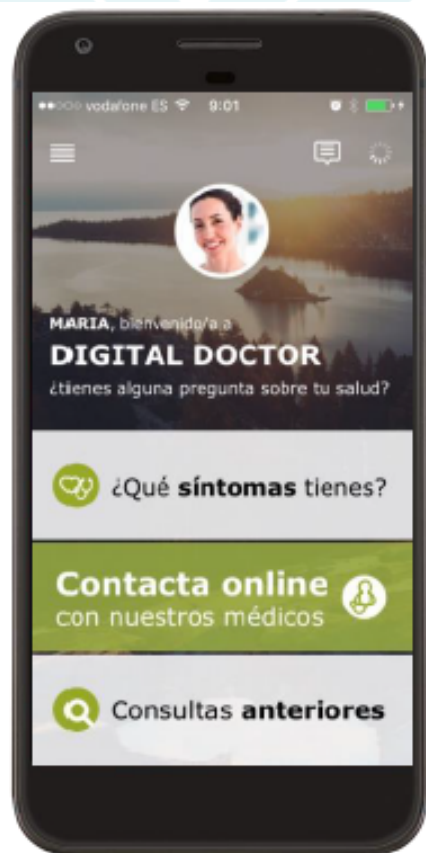 vodafone ES 9:01
MARIA, bienvenido/a a
DIGITAL DOCTOR
¿tienes alguna pregunta sobre tu salud?
¿Qué síntomas tienes?
Contacta online
con nuestros médicos
Consultas anteriores